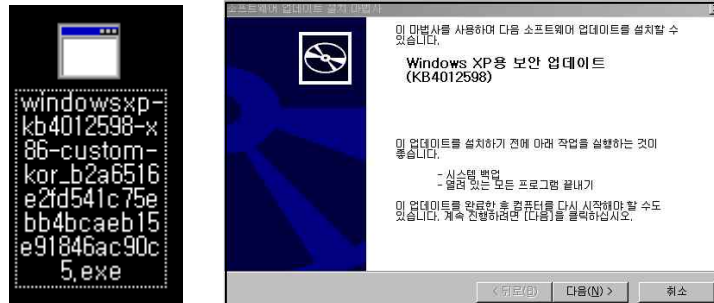 windowsxp-
kb4012598-x
86-custom-
kor_b2a6516
e2fd541c75e
bb4bcaeb15
e91846ac90c
5.exe
소프트웨어 업데이트 설치 마법사
이 마법사를 사용하여 다음 소프트웨어 업데이트를 설치할 수
있습니다.
Windows XP용 보안 업데이트
(KB4012598)
이 업데이트를 설치하기 전에 아래 작업을 실행하는 것이
좋습니다.
- 시스템 백업
- 열려 있는 모든 프로그램 끝내기
이 업데이트를 완료한 후 컴퓨터를 다시 시작해야 할 수도
있습니다. 계속 진행하려면 [다음]을 클릭하십시오.
< 뒤로(B) 다음(N) > 취소